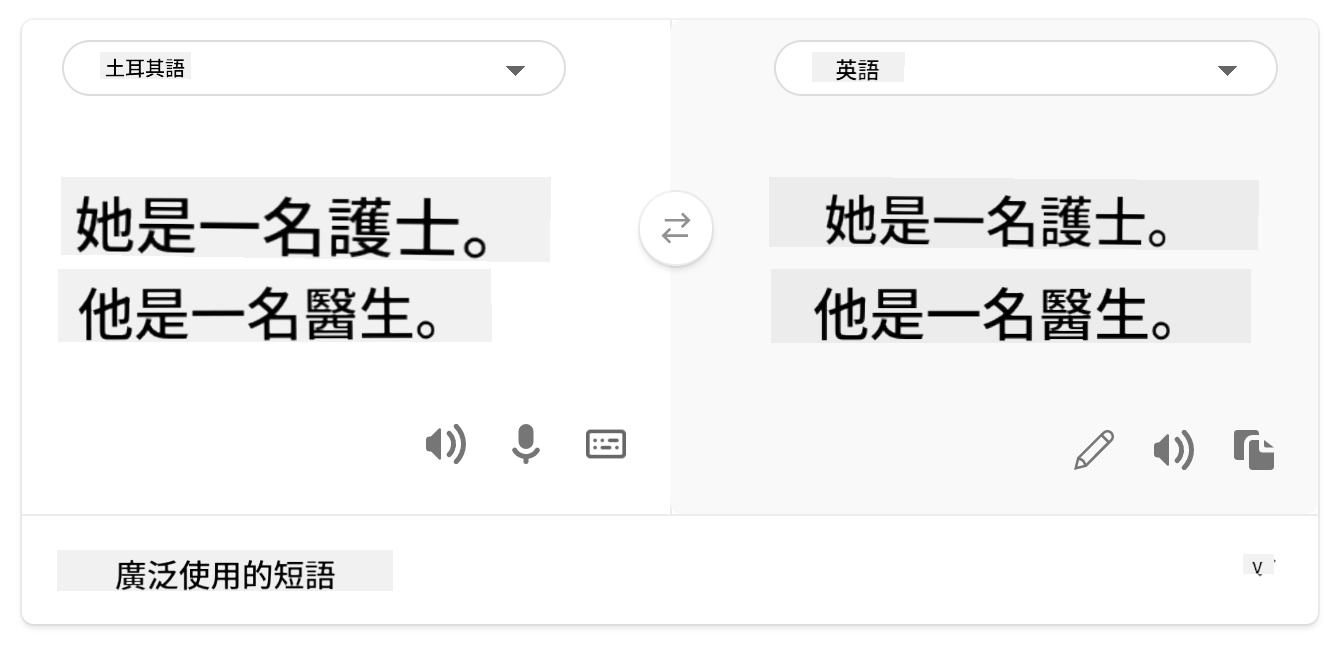 土耳其語
英語
她是一名護士。
他是一名醫生。
她是一名護士。
他是一名醫生。
廣泛使用的短語